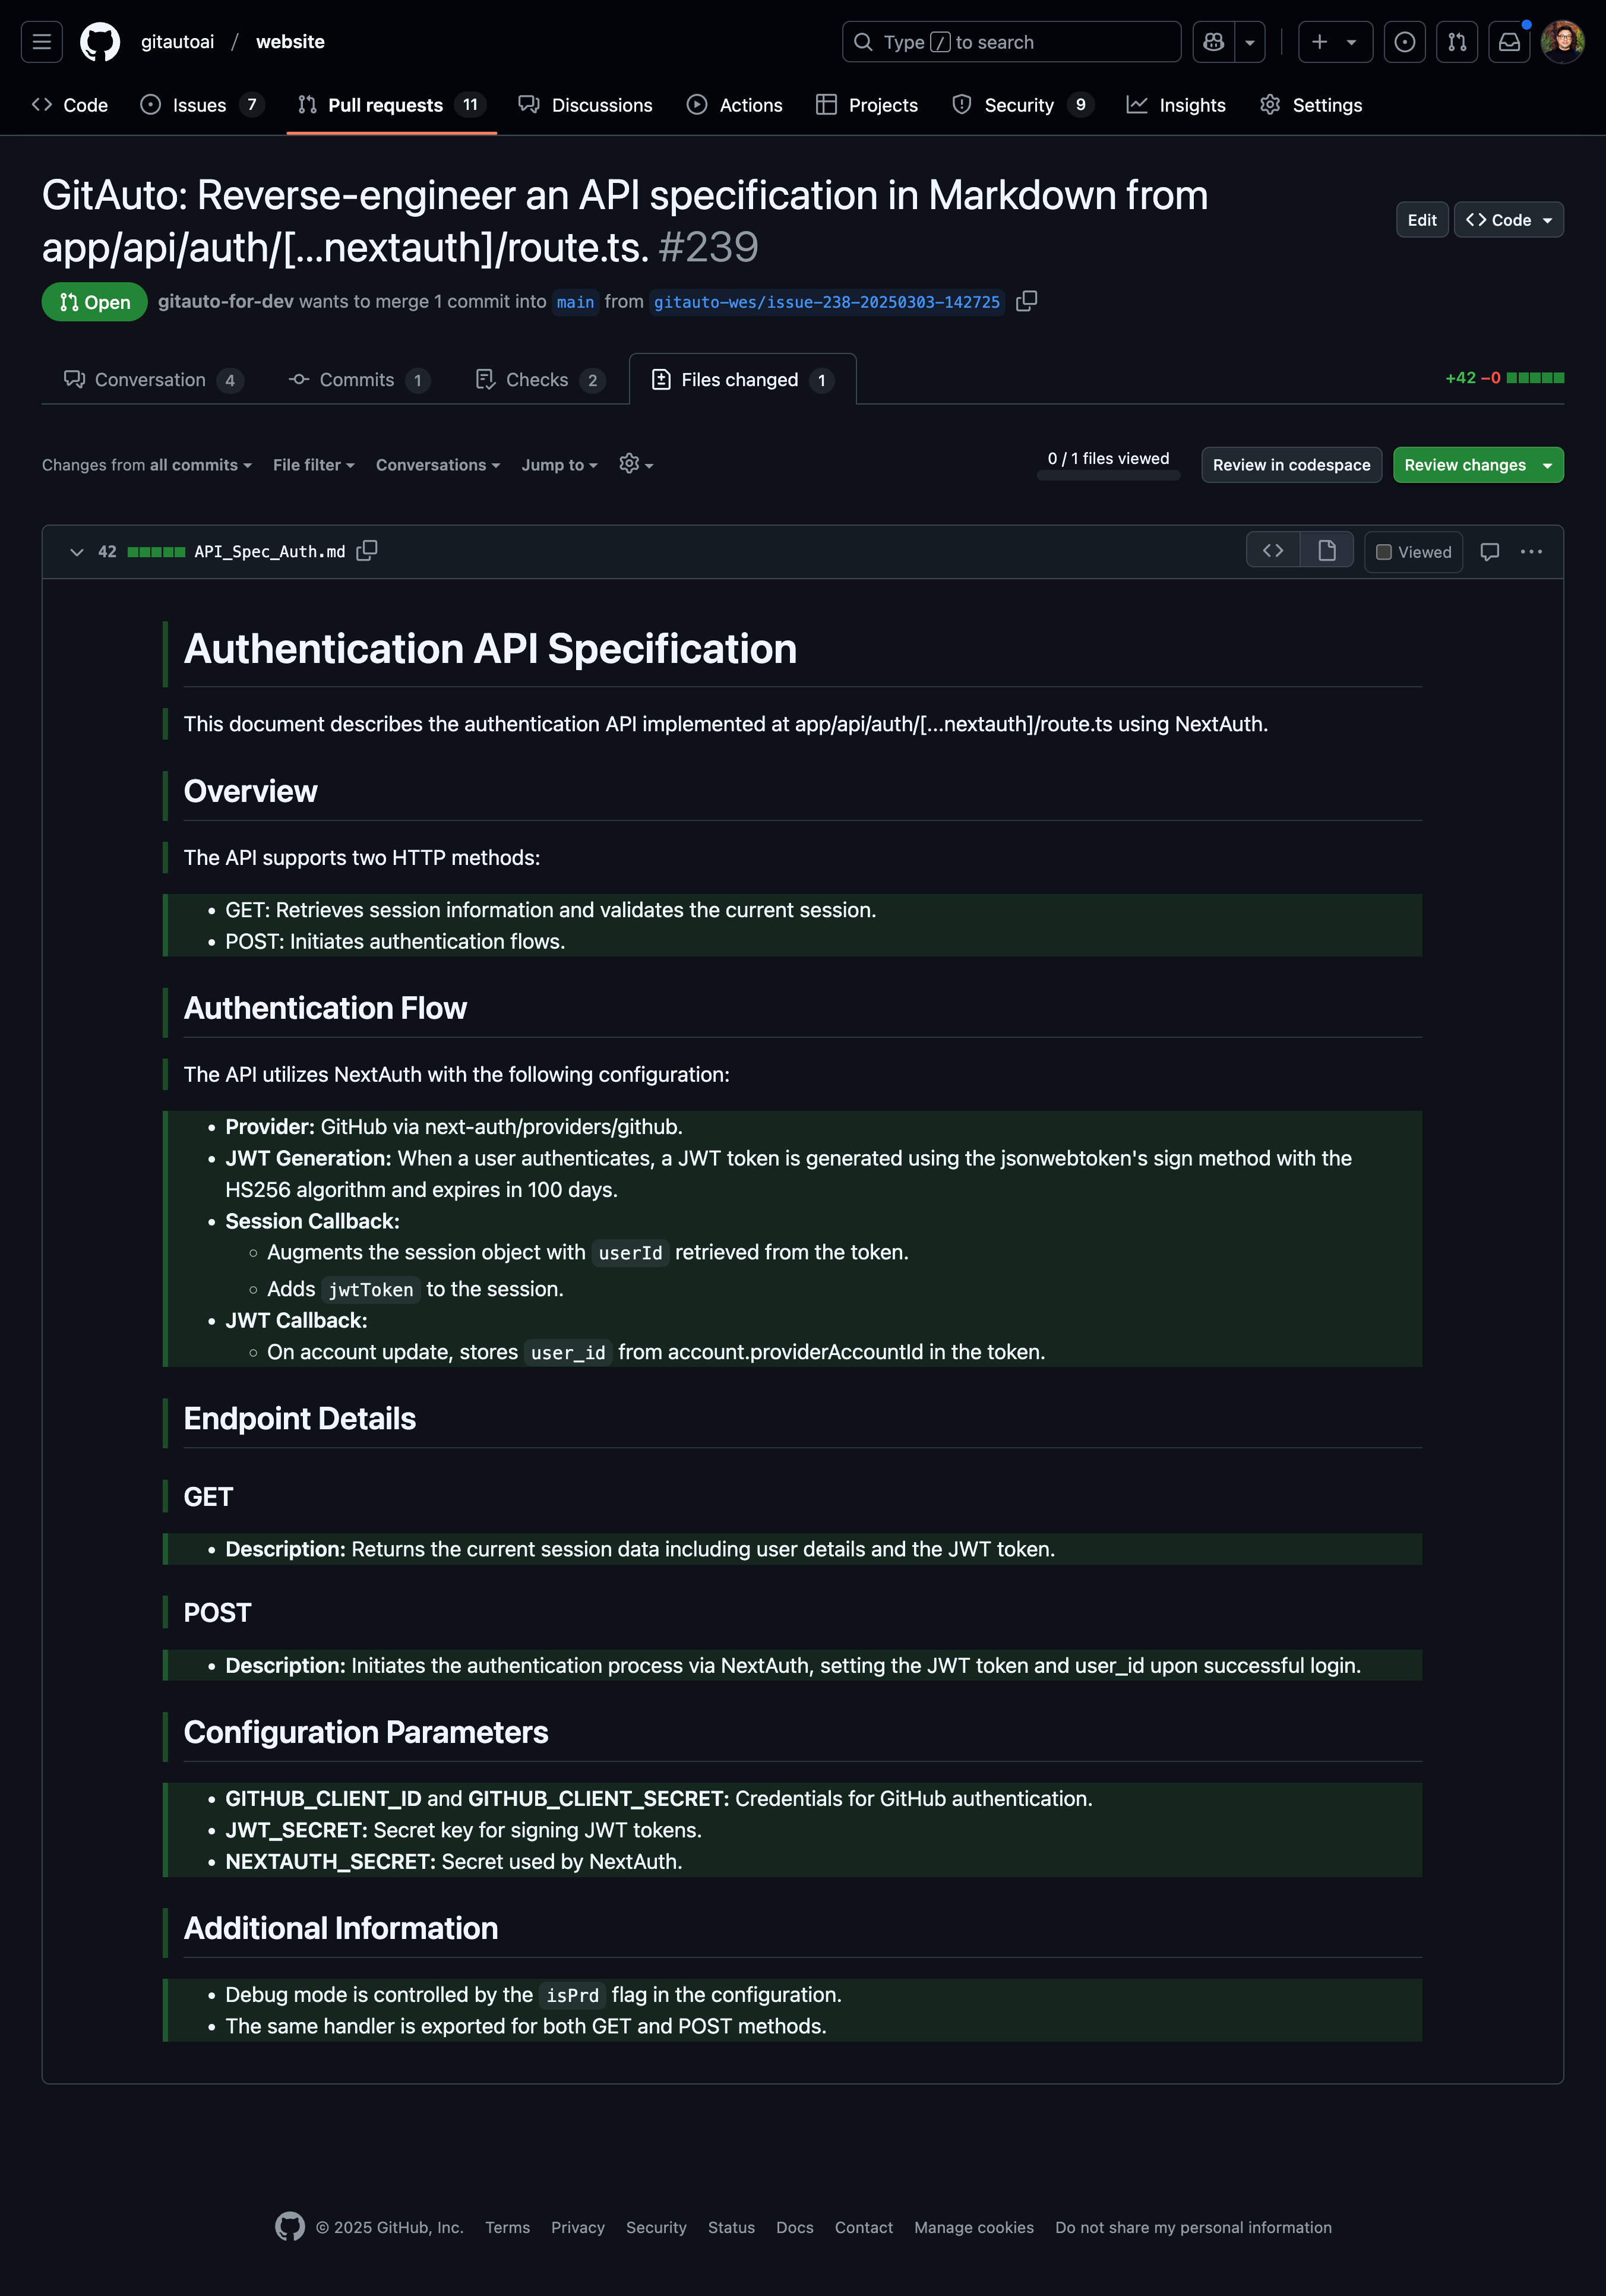 gitautoai / website
Type / to search
Code
Issues 7
Pull requests 11
Discussions
Actions
Projects
Security 9
Insights
Settings
GitAuto: Reverse-engineer an API specification in Markdown from
app/api/auth/[...nextauth]/route.ts. #239
Edit
Code
Open
gitauto-for-dev wants to merge 1 commit into main from gitauto-wes/issue-238-20250303-142725
Conversation 4
Commits 1
Checks 2
Files changed 1
+42 −0
Changes from all commits
File filter
Conversations
Jump to
0 / 1 files viewed
Review in codespace
Review changes
42 API_Spec_Auth.md
Viewed
Authentication API Specification
This document describes the authentication API implemented at app/api/auth/[...nextauth]/route.ts using NextAuth.
Overview
The API supports two HTTP methods:
• GET: Retrieves session information and validates the current session.
• POST: Initiates authentication flows.
Authentication Flow
The API utilizes NextAuth with the following configuration:
• Provider: GitHub via next-auth/providers/github.
• JWT Generation: When a user authenticates, a JWT token is generated using the jsonwebtoken's sign method with the
HS256 algorithm and expires in 100 days.
• Session Callback:
◦ Augments the session object with userId retrieved from the token.
◦ Adds jwtToken to the session.
• JWT Callback:
◦ On account update, stores user_id from account.providerAccountId in the token.
Endpoint Details
GET
• Description: Returns the current session data including user details and the JWT token.
POST
• Description: Initiates the authentication process via NextAuth, setting the JWT token and user_id upon successful login.
Configuration Parameters
• GITHUB_CLIENT_ID and GITHUB_CLIENT_SECRET: Credentials for GitHub authentication.
• JWT_SECRET: Secret key for signing JWT tokens.
• NEXTAUTH_SECRET: Secret used by NextAuth.
Additional Information
• Debug mode is controlled by the isPrd flag in the configuration.
• The same handler is exported for both GET and POST methods.
© 2025 GitHub, Inc.
Terms
Privacy
Security
Status
Docs
Contact
Manage cookies
Do not share my personal information